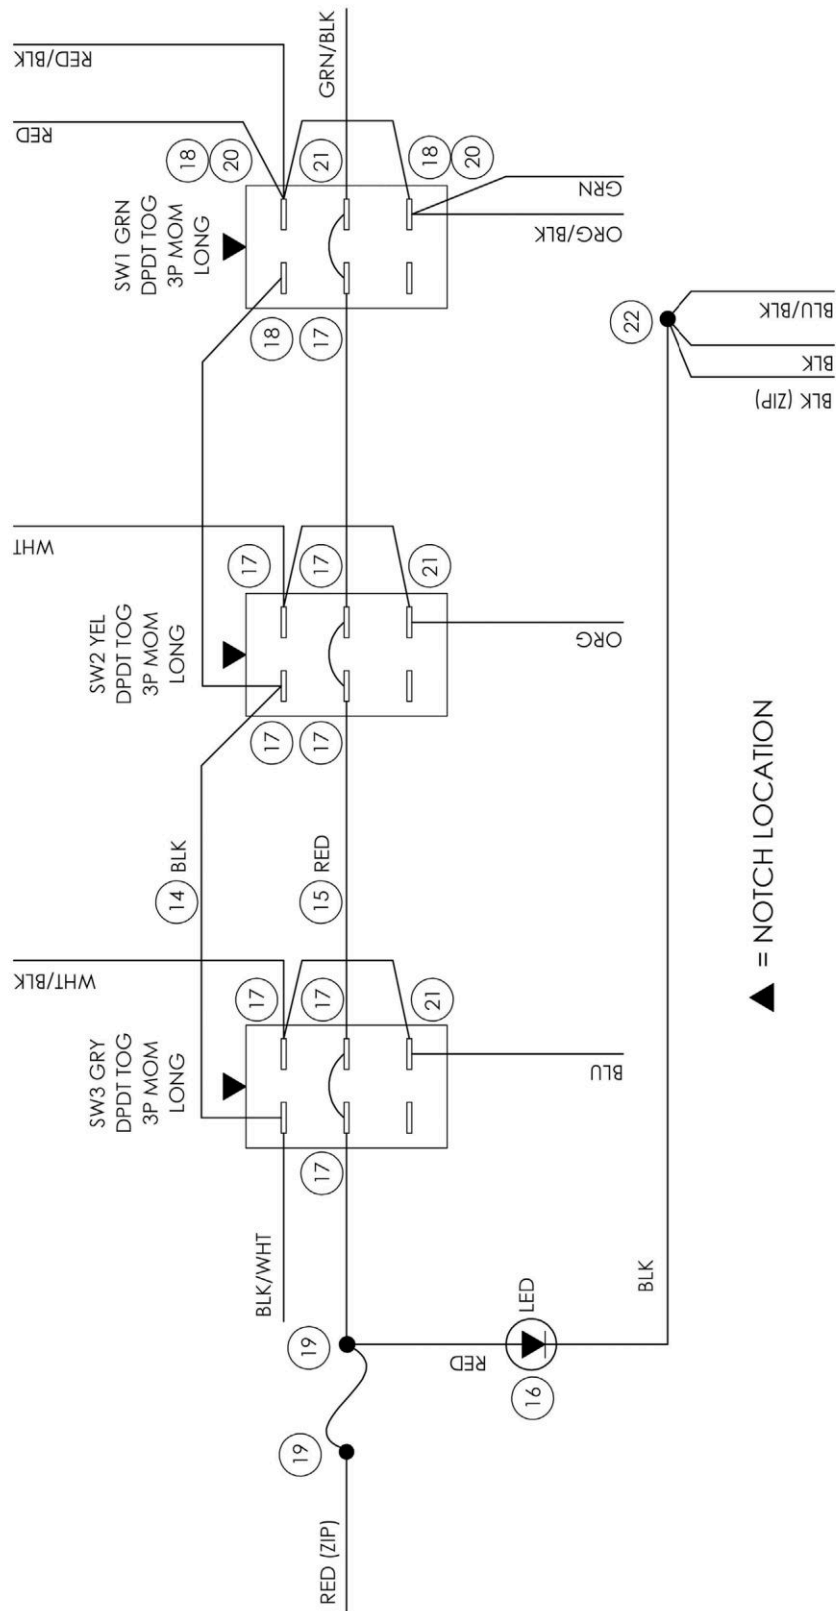 RED/BLK
RED
GRN/BLK
18
20
21
18
20
SW1 GRN
DPDT TOG
3P MOM
LONG
GRN
ORG/BLK
18
17
22
BLU/BLK
BLK
BLK (ZIP)
WHT
17
17
21
SW2 YEL
DPDT TOG
3P MOM
LONG
ORG
17
17
14
BLK
15
RED
WHT/BLK
17
17
21
SW3 GRY
DPDT TOG
3P MOM
LONG
BLU
17
BLK/WHT
BLK
19
RED
LED
16
19
RED (ZIP)
▲ = NOTCH LOCATION